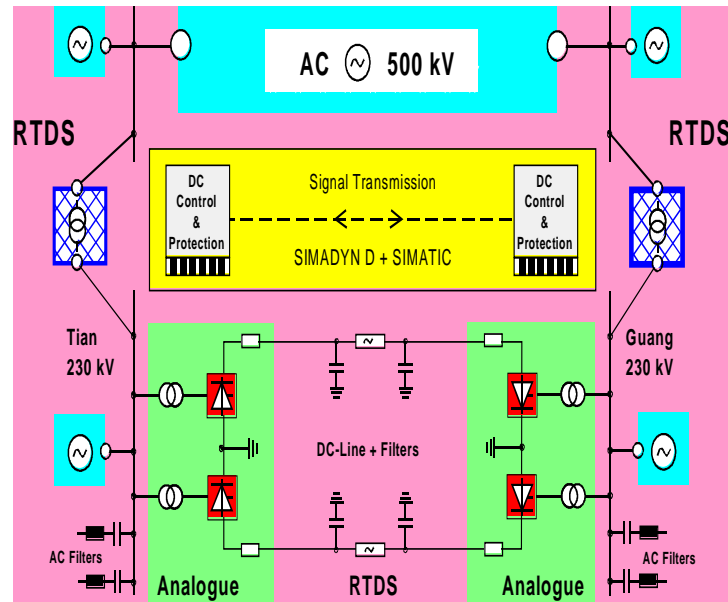 AC 500 kV
RTDS
RTDS
DC
Control
&
Protection
Signal Transmission
SIMADYN D + SIMATIC
DC
Control
&
Protection
Tian
230 kV
Guang
230 kV
DC-Line + Filters
AC Filters
AC Filters
Analogue
RTDS
Analogue